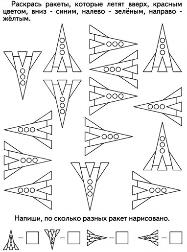 Раскрась ракеты, которые летят вверх, красным
цветом, вниз - синим, налево - зелёным, направо -
жёлтым.
Напиши, по сколько разных ракет нарисовано.